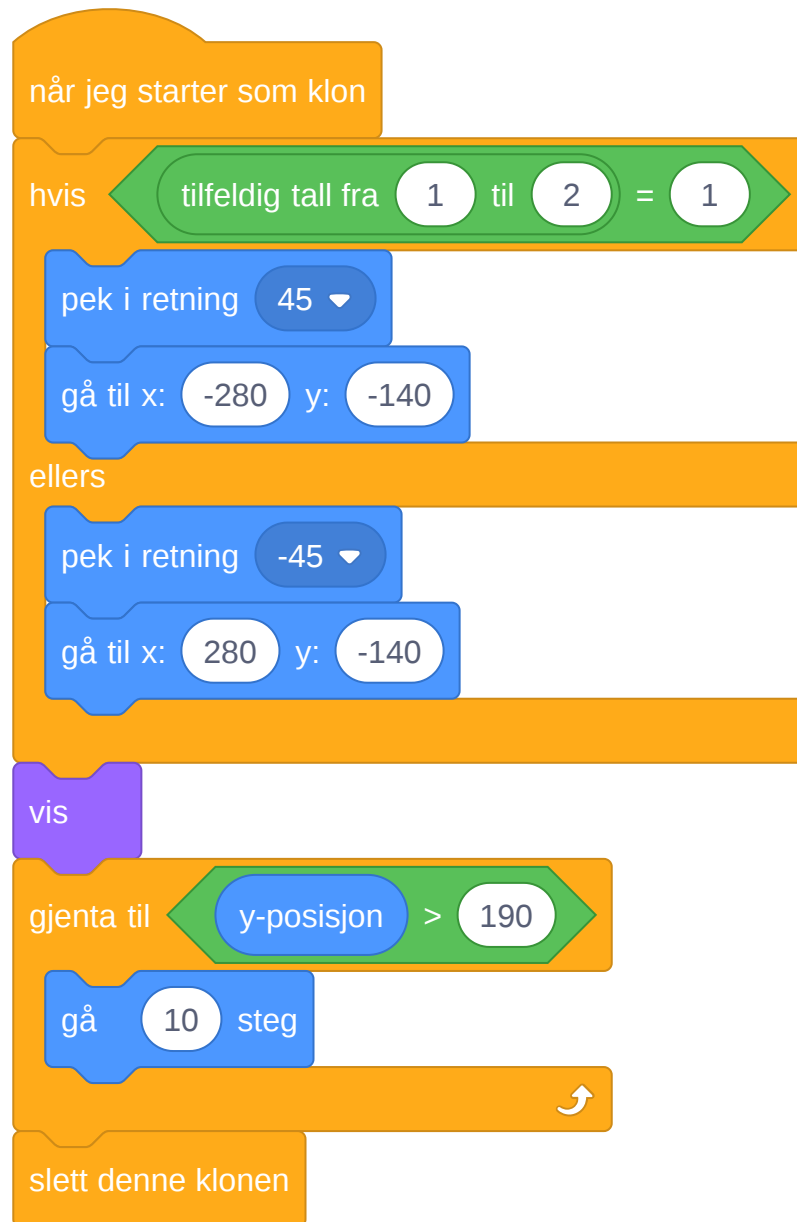 når jeg starter som klon
hvis tilfeldig tall fra 1 til 2 = 1
pek i retning 45
gå til x: -280 y: -140
ellers
pek i retning -45
gå til x: 280 y: -140
vis
gjenta til y-posisjon > 190
gå 10 steg
slett denne klonen